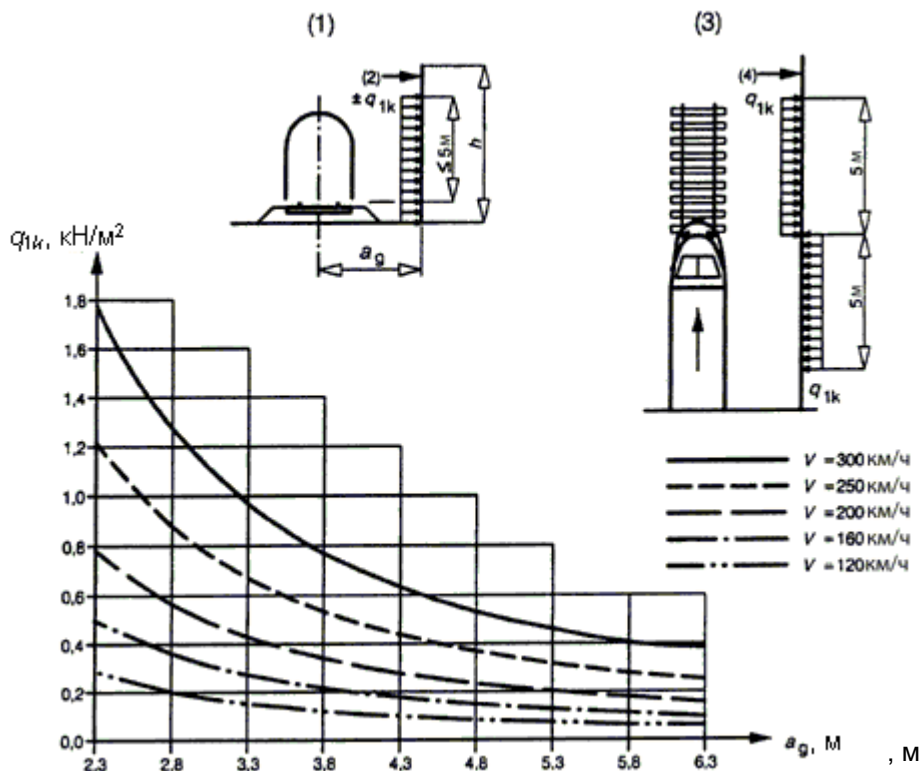 (1)
(3)
(2)
± q1k
≤ 5 м
h
ag
(4)
q1k
5 м
5 м
q1k
q1k, кН/м²
1,8
1,6
1,4
1,2
1,0
0,8
0,6
0,4
0,2
0,0
2,3
2,8
3,3
3,8
4,3
4,8
5,3
5,8
6,3
ag, м
, м
V = 300 км/ч
V = 250 км/ч
V = 200 км/ч
V = 160 км/ч
V = 120 км/ч